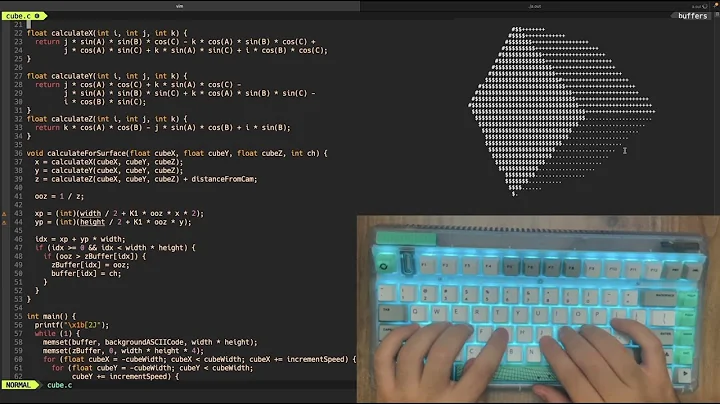 vim
./a.out
a.out
cube.c
buffers
21
22 float calculateX(int i, int j, int k) {
23 return j * sin(A) * sin(B) * cos(C) - k * cos(A) * sin(B) * cos(C) +
24 j * cos(A) * sin(C) + k * sin(A) * sin(C) + i * cos(B) * cos(C);
25 }
26
27 float calculateY(int i, int j, int k) {
28 return j * cos(A) * cos(C) + k * sin(A) * cos(C) -
29 j * sin(A) * sin(B) * sin(C) + k * cos(A) * sin(B) * sin(C) -
30 i * cos(B) * sin(C);
31 }
32 float calculateZ(int i, int j, int k) {
33 return k * cos(A) * cos(B) - j * sin(A) * cos(B) + i * sin(B);
34 }
35
36 void calculateForSurface(float cubeX, float cubeY, float cubeZ, int ch) {
37 x = calculateX(cubeX, cubeY, cubeZ);
38 y = calculateY(cubeX, cubeY, cubeZ);
39 z = calculateZ(cubeX, cubeY, cubeZ) + distanceFromCam;
40
41 ooz = 1 / z;
42
43 xp = (int)(width / 2 + K1 * ooz * x * 2);
44 yp = (int)(height / 2 + K1 * ooz * y);
45
46 idx = xp + yp * width;
47 if (idx >= 0 && idx < width * height) {
48 if (ooz > zBuffer[idx]) {
49 zBuffer[idx] = ooz;
50 buffer[idx] = ch;
51 }
52 }
53 }
54
55 int main() {
56 printf("\x1b[2J");
57 while (1) {
58 memset(buffer, backgroundASCIICode, width * height);
59 memset(zBuffer, 0, width * height * 4);
60 for (float cubeX = -cubeWidth; cubeX < cubeWidth; cubeX += incrementSpeed) {
61 for (float cubeY = -cubeWidth; cubeY < cubeWidth;
62 cubeY += incrementSpeed) {
NORMAL cube.c